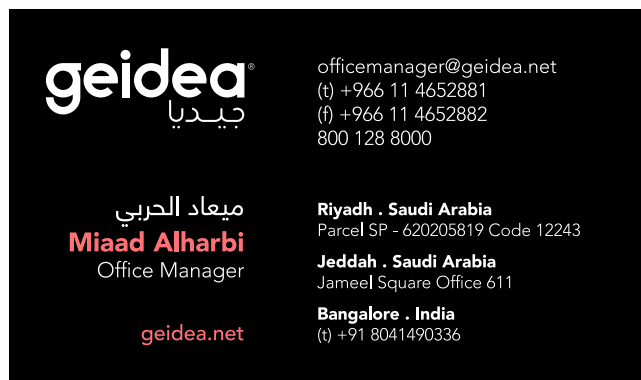 geidea®
جيديا
officemanager@geidea.net
(t) +966 11 4652881
(f) +966 11 4652882
800 128 8000
ميعاد الحربي
Miaad Alharbi
Office Manager
geidea.net
Riyadh . Saudi Arabia
Parcel SP - 620205819 Code 12243
Jeddah . Saudi Arabia
Jameel Square Office 611
Bangalore . India
(t) +91 8041490336